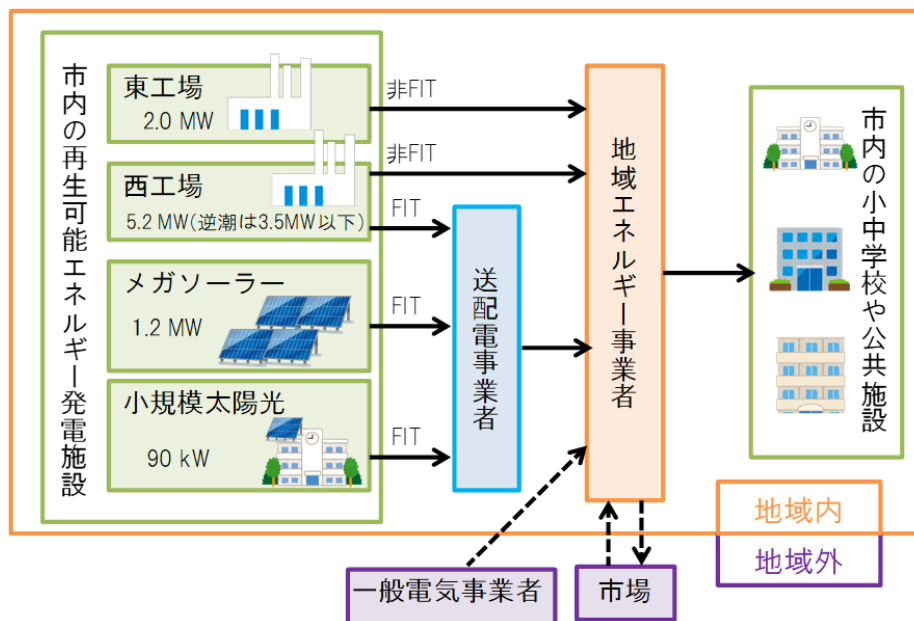 市内の再生可能エネルギー発電施設
東工場
2.0 MW
非FIT
西工場
5.2 MW(逆潮は3.5MW以下)
非FIT
FIT
メガソーラー
1.2 MW
FIT
小規模太陽光
90 kW
FIT
送配電事業者
地域エネルギー事業者
市内の小中学校や公共施設
地域内
地域外
一般電気事業者
市場